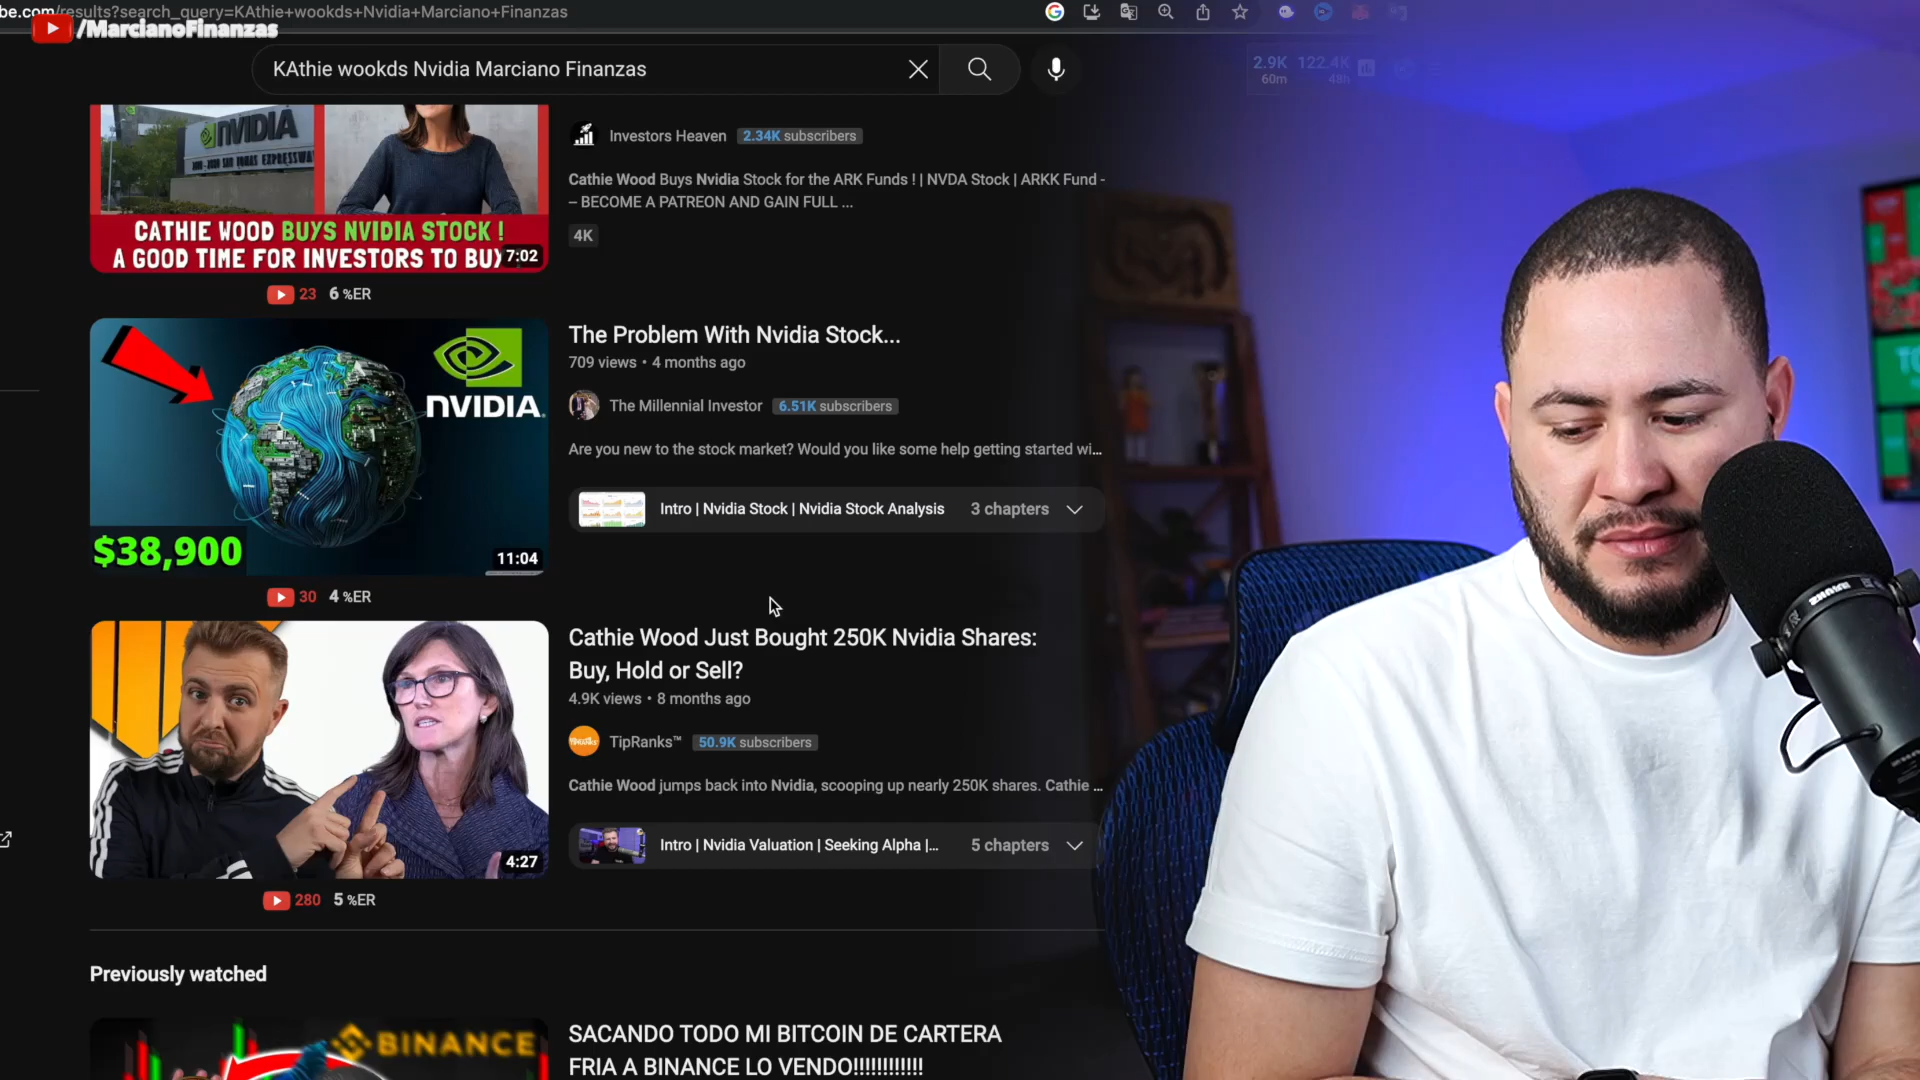 be.com/results?search_query=KAthie+wookds+Nvidia+Marciano+Finanzas
/MarcianoFinanzas
KAthie wookds Nvidia Marciano Finanzas
2.9K 122.4K
60m 48h
NVIDIA
CATHIE WOOD BUYS NVIDIA STOCK !
A GOOD TIME FOR INVESTORS TO BUY
7:02
Investors Heaven 2.34K subscribers
Cathie Wood Buys Nvidia Stock for the ARK Funds ! | NVDA Stock | ARKK Fund -
– BECOME A PATREON AND GAIN FULL ...
4K
23 6 %ER
NVIDIA.
$38,900
11:04
The Problem With Nvidia Stock...
709 views • 4 months ago
The Millennial Investor 6.51K subscribers
Are you new to the stock market? Would you like some help getting started wi...
Intro | Nvidia Stock | Nvidia Stock Analysis 3 chapters
30 4 %ER
4:27
Cathie Wood Just Bought 250K Nvidia Shares:
Buy, Hold or Sell?
4.9K views • 8 months ago
TipRanks™ 50.9K subscribers
Cathie Wood jumps back into Nvidia, scooping up nearly 250K shares. Cathie ...
Intro | Nvidia Valuation | Seeking Alpha |... 5 chapters
280 5 %ER
Previously watched
BINANCE
SACANDO TODO MI BITCOIN DE CARTERA
FRIA A BINANCE LO VENDO!!!!!!!!!!!!